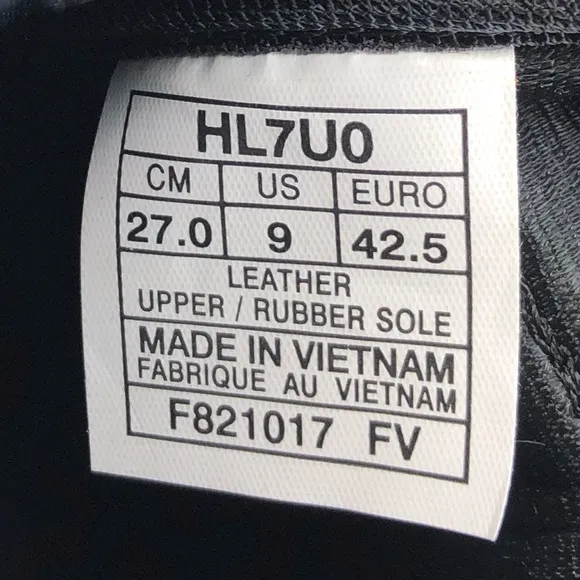 HL7U0
CM US EURO
27.0 9 42.5
LEATHER
UPPER / RUBBER SOLE
MADE IN VIETNAM
FABRIQUE AU VIETNAM
F821017 FV